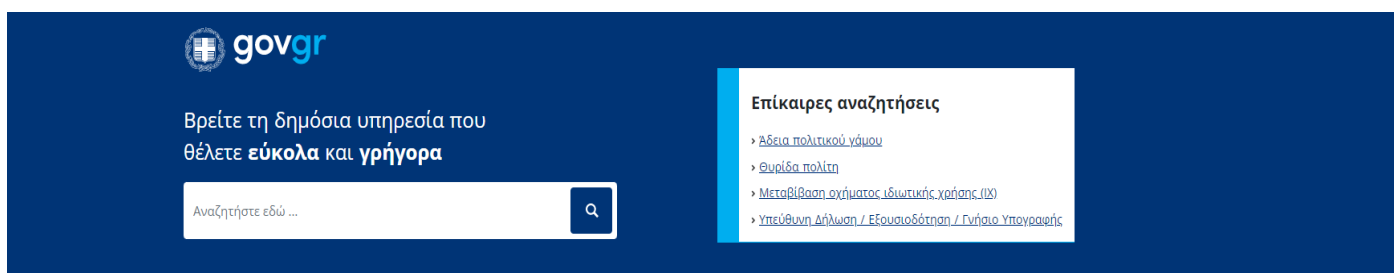 govgr
Βρείτε τη δημόσια υπηρεσία που
θέλετε εύκολα και γρήγορα
Αναζητήστε εδώ ...
Επίκαιρες αναζητήσεις
› Άδεια πολιτικού γάμου
› Θυρίδα πολίτη
› Μεταβίβαση οχήματος ιδιωτικής χρήσης (ΙΧ)
› Υπεύθυνη Δήλωση / Εξουσιοδότηση / Γνήσιο Υπογραφής